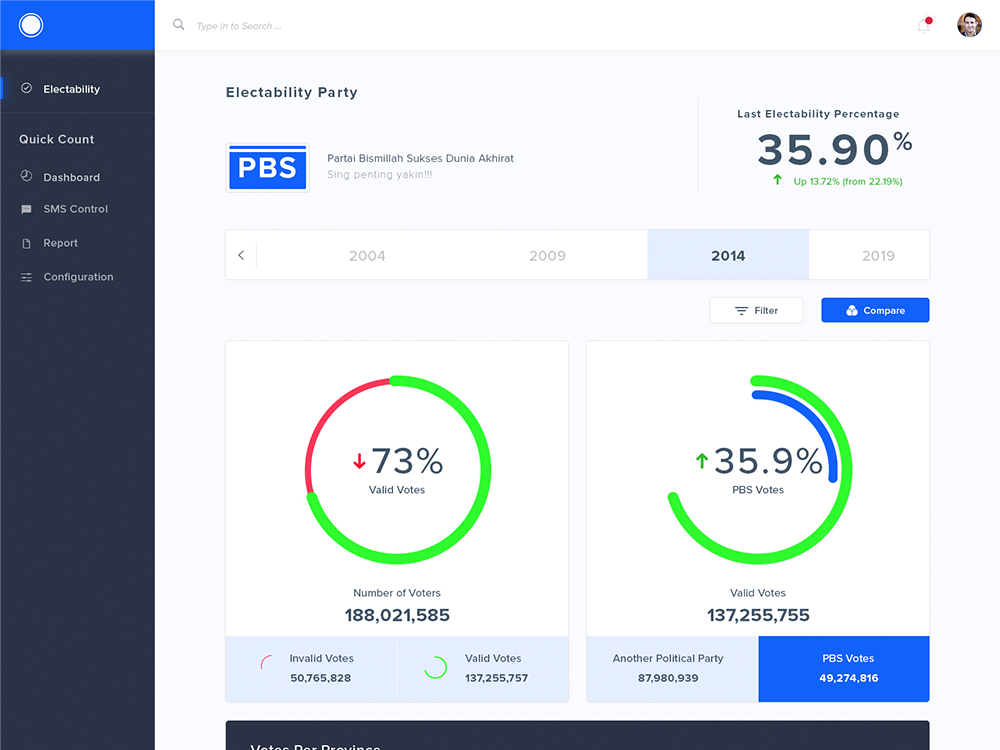 Type in to Search ...
Electability
Quick Count
Dashboard
SMS Control
Report
Configuration
Electability Party
PBS
Partai Bismillah Sukses Dunia Akhirat
Sing penting yakin!!!
Last Electability Percentage
35.90%
Up 13.72% (from 22.19%)
2004 2009 2014 2019
Filter
Compare
73%
Valid Votes
Number of Voters
188,021,585
Invalid Votes
50,765,828
Valid Votes
137,255,757
35.9%
PBS Votes
Valid Votes
137,255,755
Another Political Party
87,980,939
PBS Votes
49,274,816
Votes Per Province